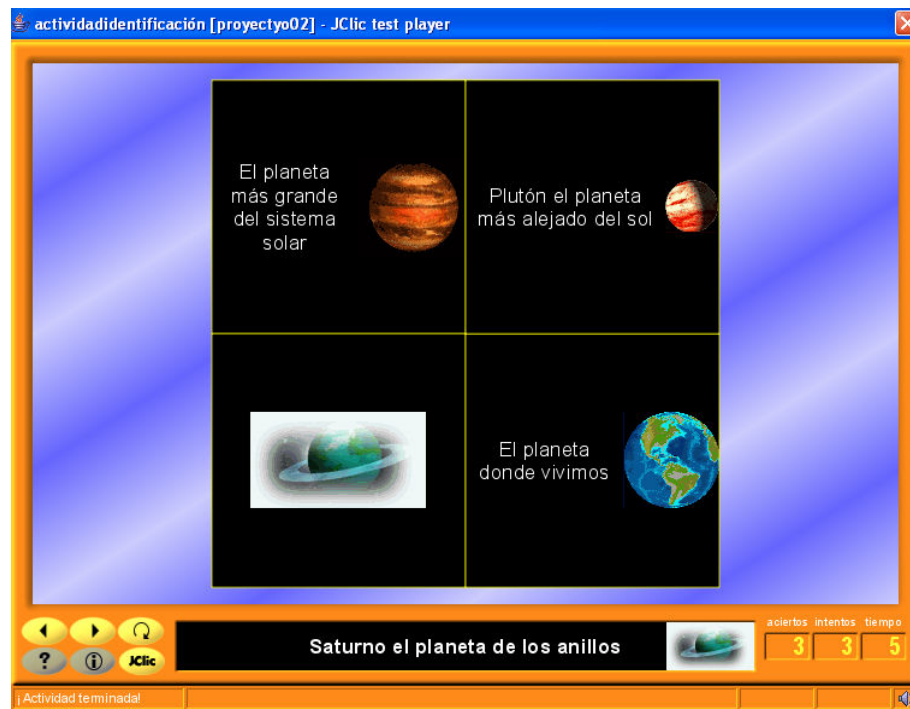 actividadidentificación [proyectyo02] - JClic test player
El planeta
más grande
del sistema
solar
Plutón el planeta
más alejado del sol
El planeta
donde vivimos
Saturno el planeta de los anillos
aciertos intentos tiempo
3 3 5
? i JClic
¡Actividad terminada!